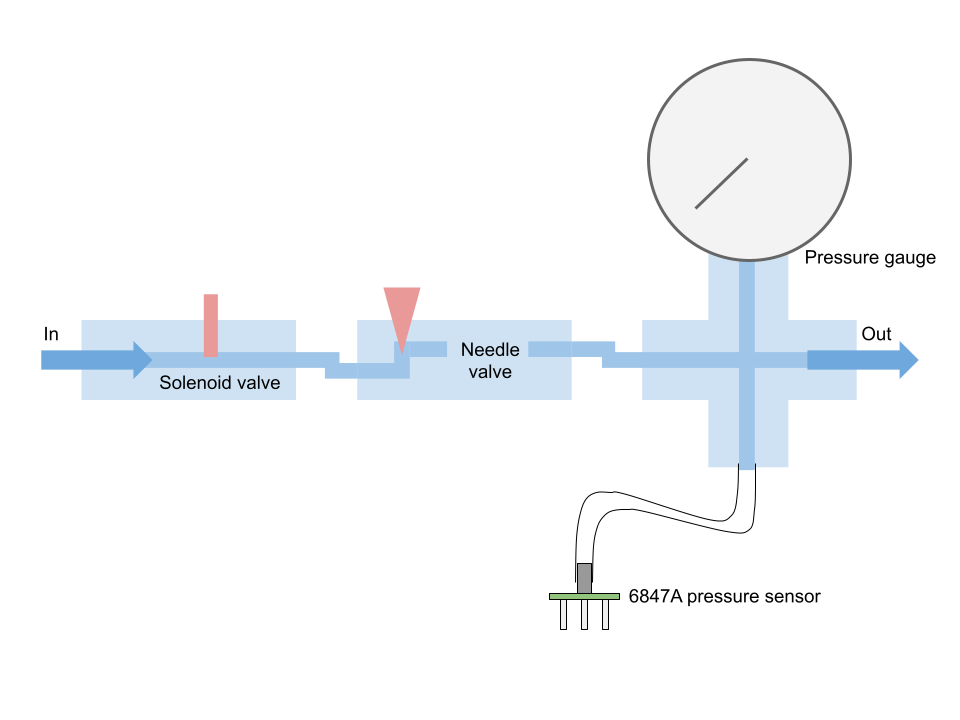 Pressure gauge
In
Out
Needle
valve
Solenoid valve
6847A pressure sensor